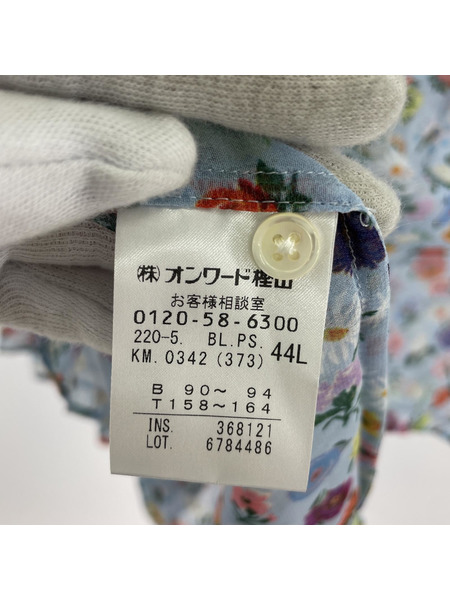 (株)オンワード樫山
お客様相談室
0120-58-6300
220-5. BL.PS. 44L
KM. 0342 (373)
B 90〜 94
T 158〜164
INS. 368121
LOT. 6784486